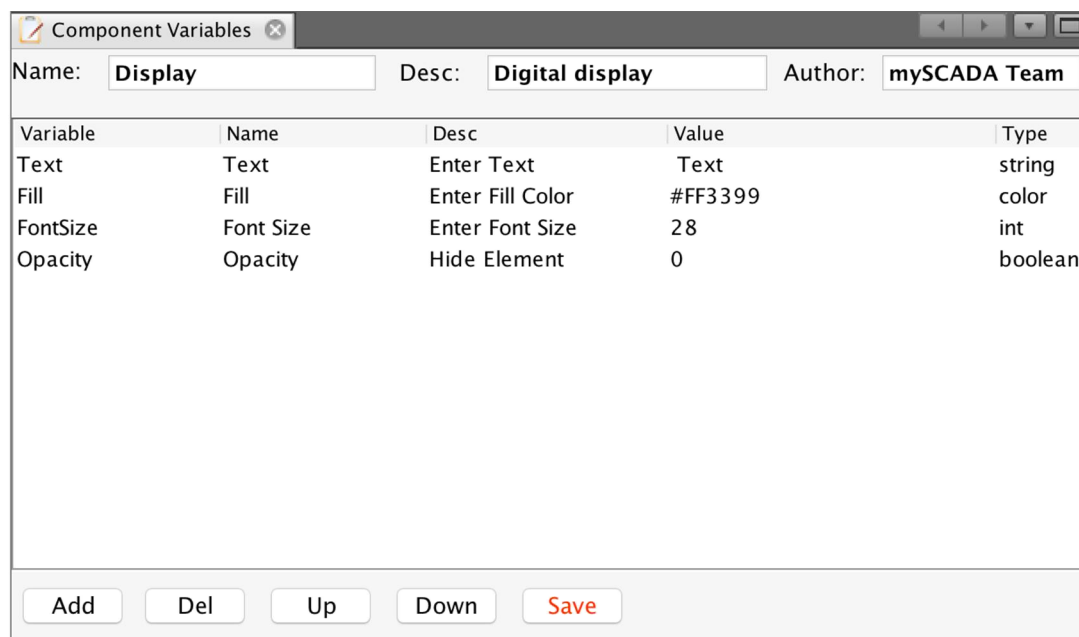 Component Variables
Name: Display Desc: Digital display Author: mySCADA Team
Variable Name Desc Value Type
Text Text Enter Text Text string
Fill Fill Enter Fill Color #FF3399 color
FontSize Font Size Enter Font Size 28 int
Opacity Opacity Hide Element 0 boolean
Add Del Up Down Save